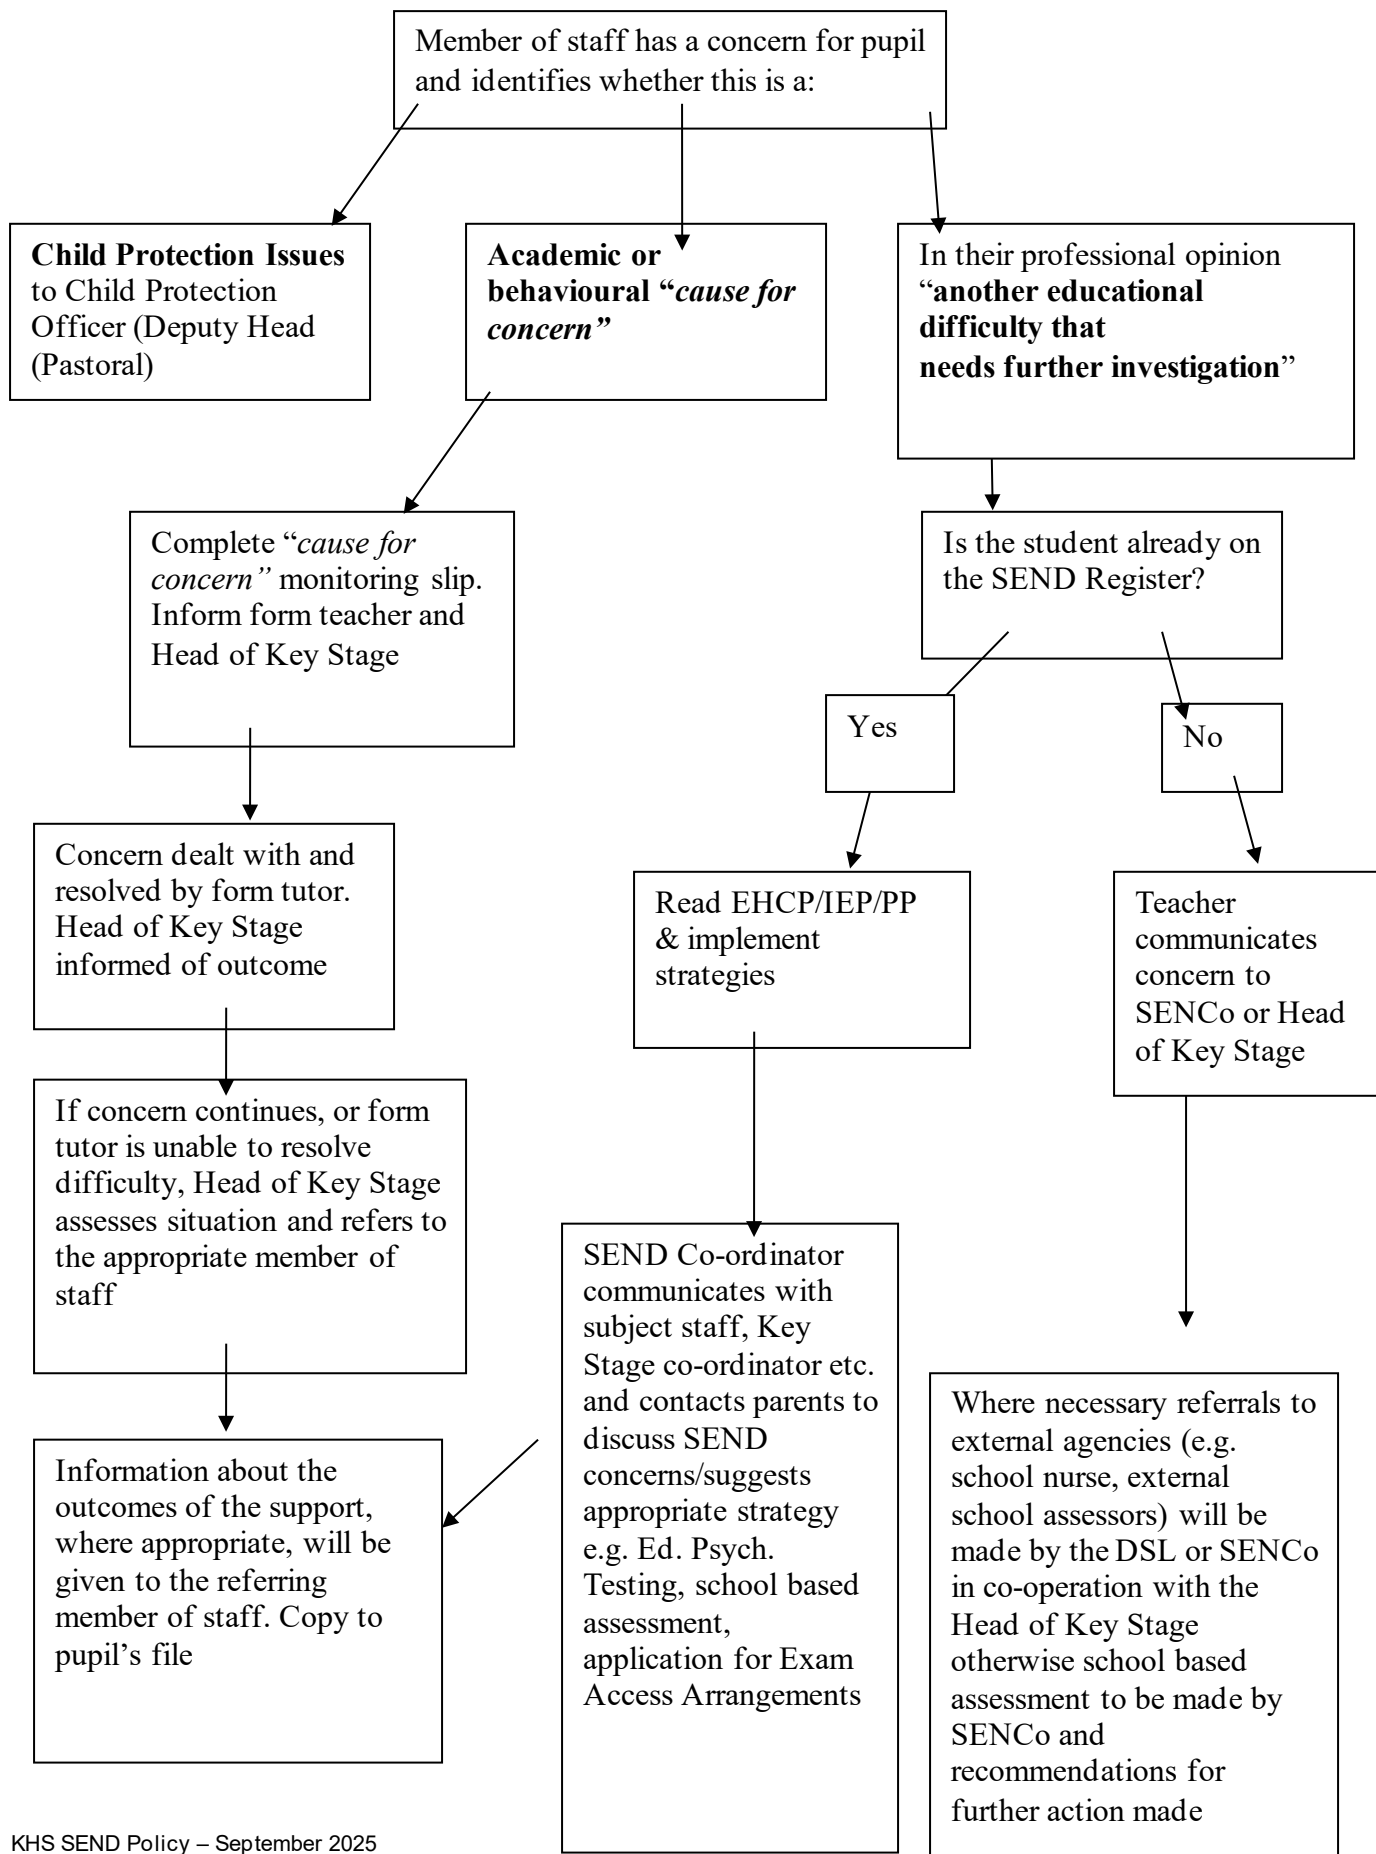 Member of staff has a concern for pupil
and identifies whether this is a:
Child Protection Issues
to Child Protection
Officer (Deputy Head
(Pastoral)
Academic or
behavioural “cause for
concern”
In their professional opinion
“another educational
difficulty that
needs further investigation”
Complete “cause for
concern” monitoring slip.
Inform form teacher and
Head of Key Stage
Is the student already on
the SEND Register?
Yes
No
Concern dealt with and
resolved by form tutor.
Head of Key Stage
informed of outcome
Read EHCP/IEP/PP
& implement
strategies
Teacher
communicates
concern to
SENCo or Head
of Key Stage
If concern continues, or form
tutor is unable to resolve
difficulty, Head of Key Stage
assesses situation and refers to
the appropriate member of
staff
SEND Co-ordinator
communicates with
subject staff, Key
Stage co-ordinator etc.
and contacts parents to
discuss SEND
concerns/suggests
appropriate strategy
e.g. Ed. Psych.
Testing, school based
assessment,
application for Exam
Access Arrangements
Where necessary referrals to
external agencies (e.g.
school nurse, external
school assessors) will be
made by the DSL or SENCo
in co-operation with the
Head of Key Stage
otherwise school based
assessment to be made by
SENCo and
recommendations for
further action made
Information about the
outcomes of the support,
where appropriate, will be
given to the referring
member of staff. Copy to
pupil’s file
KHS SEND Policy – September 2025